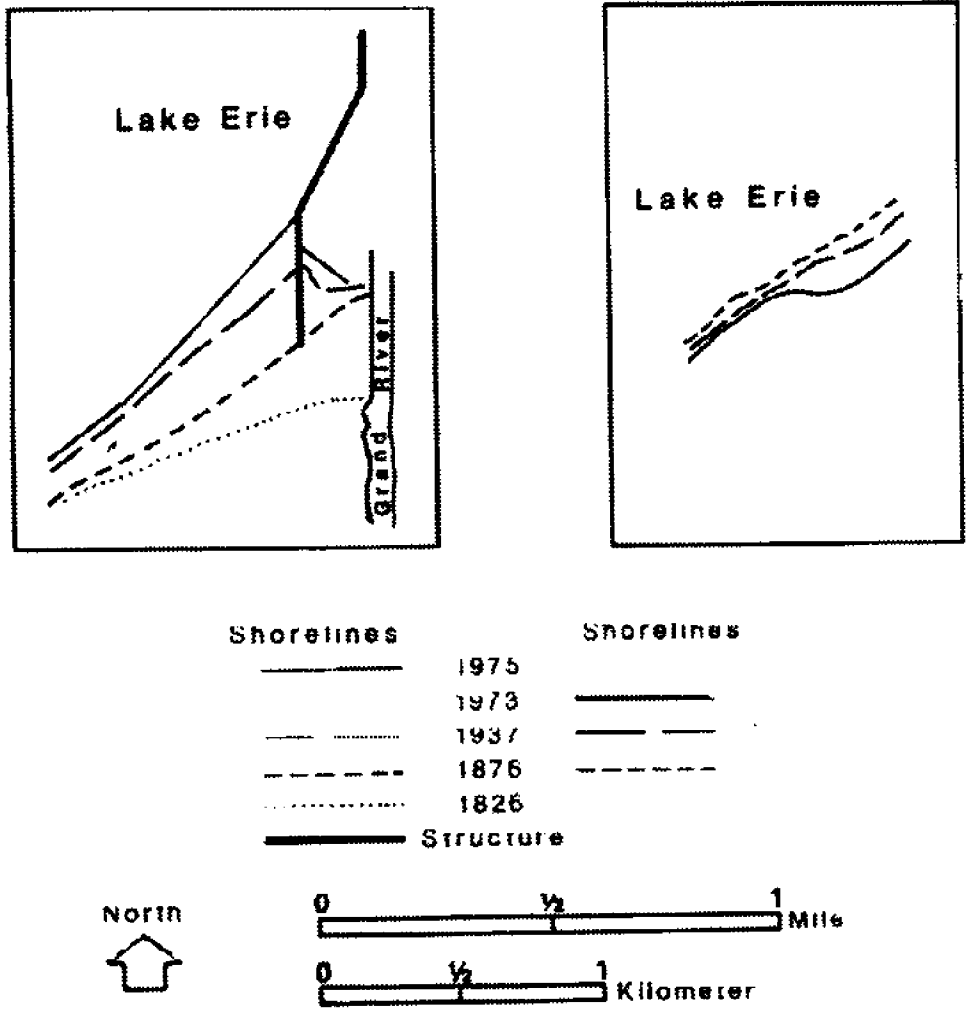 Lake Erie
Lake Erie
Grand River
Shorelines
Shorelines
1975
1973
1937
1876
1826
Structure
North
0 ½ 1
Mile
0 ½ 1
Kilometer